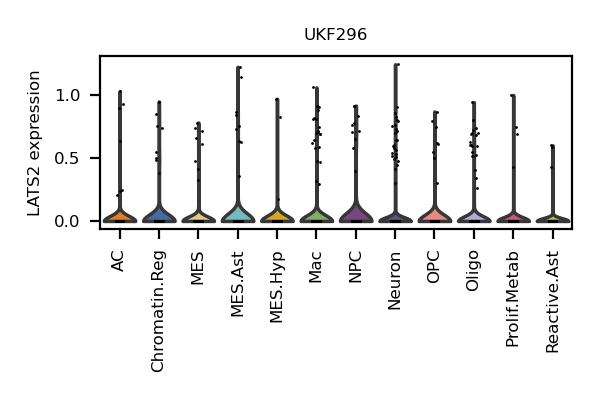 UKF296
LATS2 expression
1.0
0.5
0.0
AC
Chromatin.Reg
MES
MES.Ast
MES.Hyp
Mac
NPC
Neuron
OPC
Oligo
Prolif.Metab
Reactive.Ast